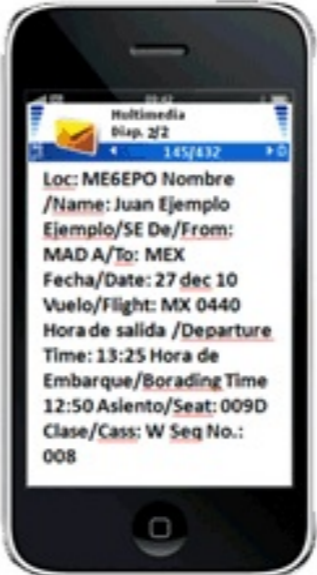 Multimedia
Diap. 2/2
145/432
Loc: ME6EPO Nombre
/Name: Juan Ejemplo
Ejemplo/SE De/From:
MAD A/To: MEX
Fecha/Date: 27 dec 10
Vuelo/Flight: MX 0440
Hora de salida /Departure
Time: 13:25 Hora de
Embarque/Borading Time
12:50 Asiento/Seat: 009D
Clase/Cass: W Seq No.:
008